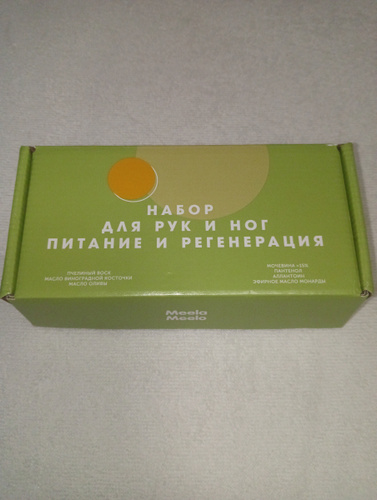 НАБОР
ДЛЯ РУК И НОГ
ПИТАНИЕ И РЕГЕНЕРАЦИЯ
ПЧЕЛИНЫЙ ВОСК
МАСЛО ВИНОГРАДНОЙ КОСТОЧКИ
МАСЛО ОЛИВЫ
МОЧЕВИНА
ПАНТЕНОЛ
АЛЛАНТОИН
ЭФИРНОЕ МАСЛО МОНАРДЫ
Meela
Meelo